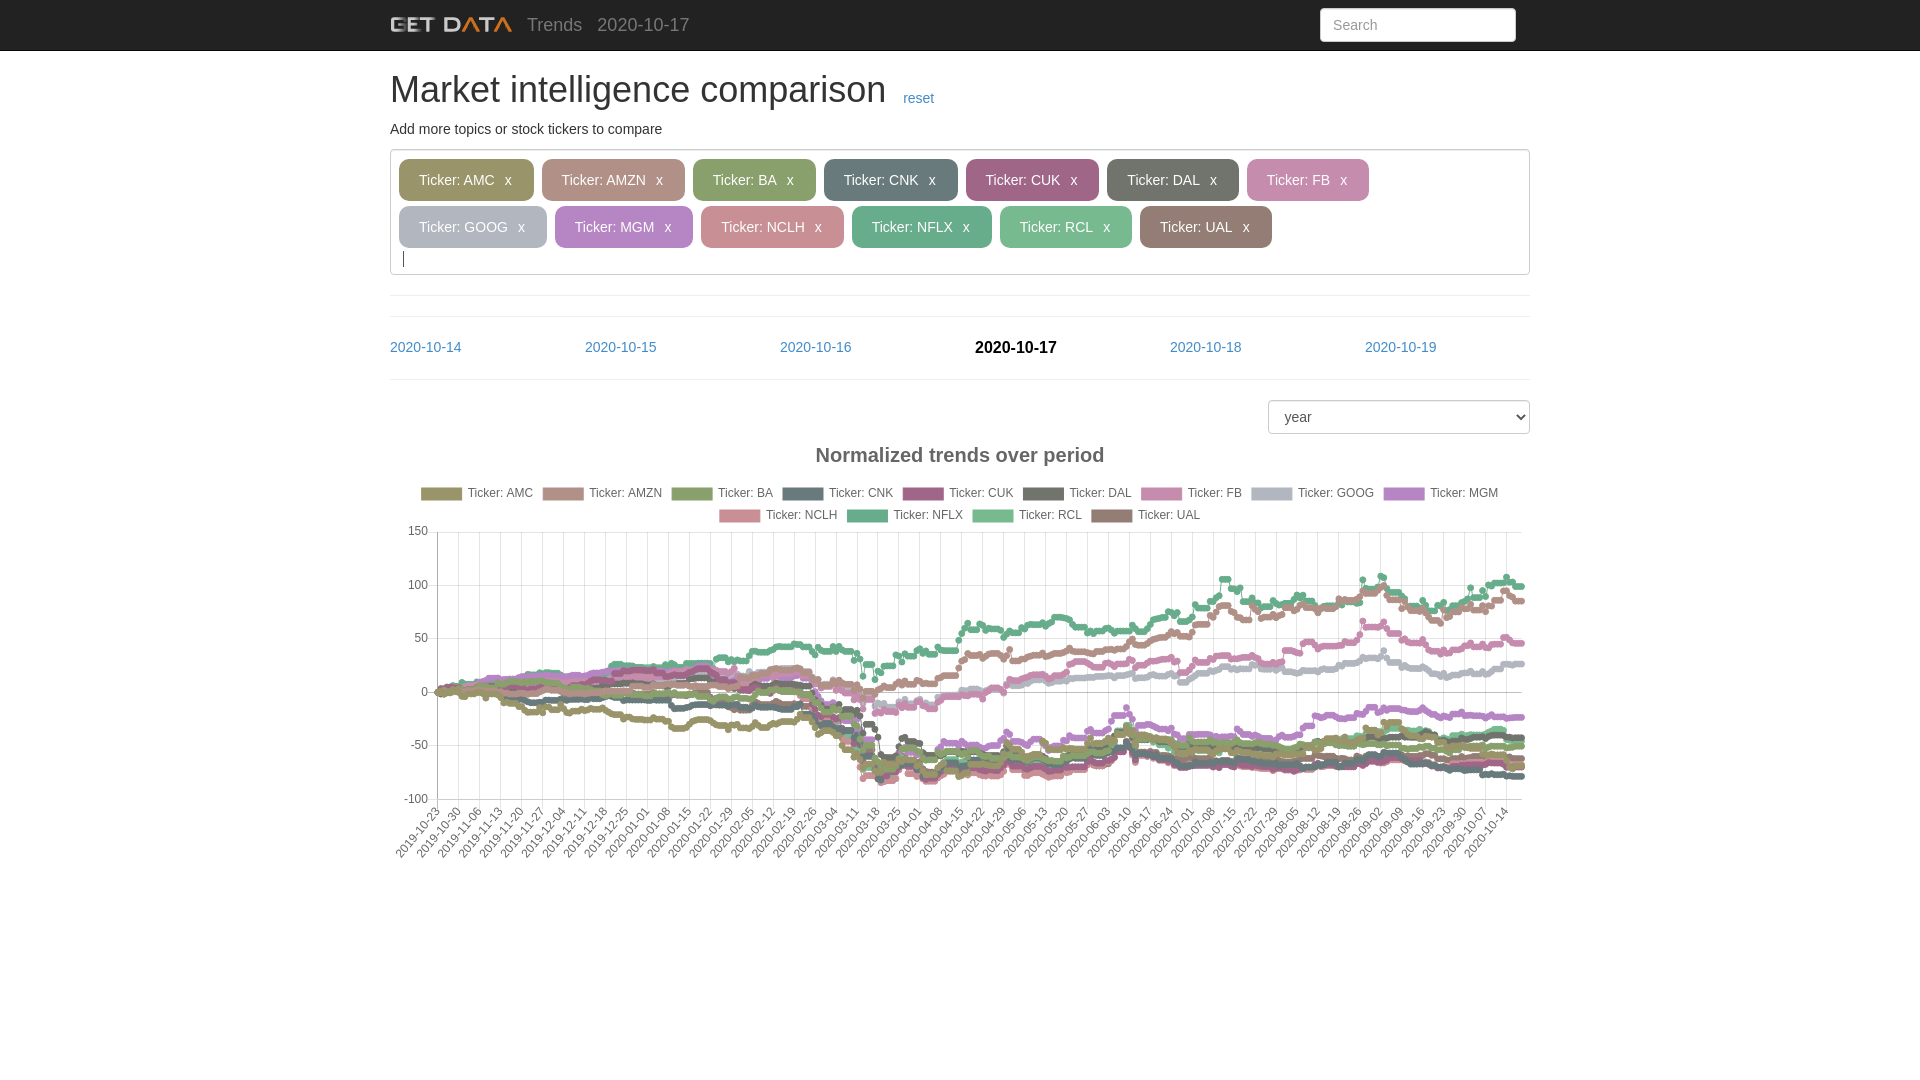 GET DATA Trends 2020-10-17 Search
Market intelligence comparison reset
Add more topics or stock tickers to compare
Ticker: AMC x Ticker: AMZN x Ticker: BA x Ticker: CNK x Ticker: CUK x Ticker: DAL x Ticker: FB x
Ticker: GOOG x Ticker: MGM x Ticker: NCLH x Ticker: NFLX x Ticker: RCL x Ticker: UAL x
2020-10-14 2020-10-15 2020-10-16 2020-10-17 2020-10-18 2020-10-19
year
Normalized trends over period
Ticker: AMC Ticker: AMZN Ticker: BA Ticker: CNK Ticker: CUK Ticker: DAL Ticker: FB Ticker: GOOG Ticker: MGM
Ticker: NCLH Ticker: NFLX Ticker: RCL Ticker: UAL
150
100
50
0
-50
-100
2019-10-23 2019-10-30 2019-11-06 2019-11-13 2019-11-20 2019-11-27 2019-12-04 2019-12-11 2019-12-18 2019-12-25 2020-01-01 2020-01-08 2020-01-15 2020-01-22 2020-01-29 2020-02-05 2020-02-12 2020-02-19 2020-02-26 2020-03-04 2020-03-11 2020-03-18 2020-03-25 2020-04-01 2020-04-08 2020-04-15 2020-04-22 2020-04-29 2020-05-06 2020-05-13 2020-05-20 2020-05-27 2020-06-03 2020-06-10 2020-06-17 2020-06-24 2020-07-01 2020-07-08 2020-07-15 2020-07-22 2020-07-29 2020-08-05 2020-08-12 2020-08-19 2020-08-26 2020-09-02 2020-09-09 2020-09-16 2020-09-23 2020-09-30 2020-10-07 2020-10-14